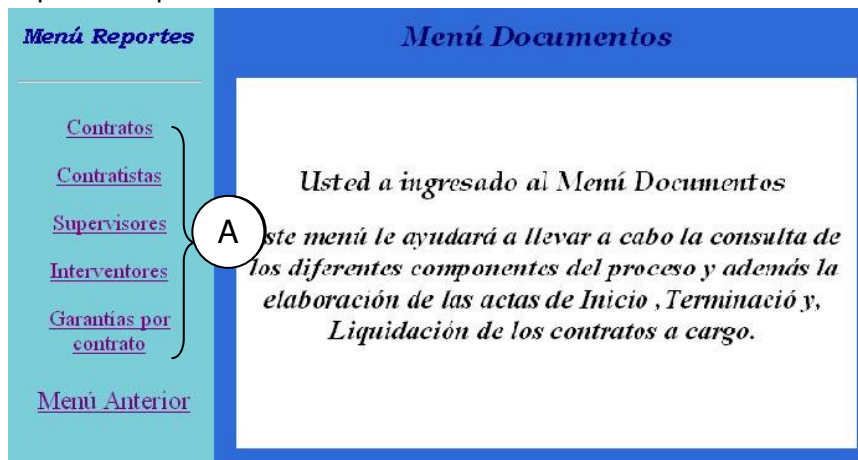 Menú Reportes
Contratos
Contratistas
Supervisores
Interventores
Garantías por
contrato
Menú Anterior
A
Menú Documentos
Usted a ingresado al Menú Documentos
ste menú le ayudará a llevar a cabo la consulta de
los diferentes componentes del proceso y además la
elaboración de las actas de Inicio , Terminació y,
Liquidación de los contratos a cargo.